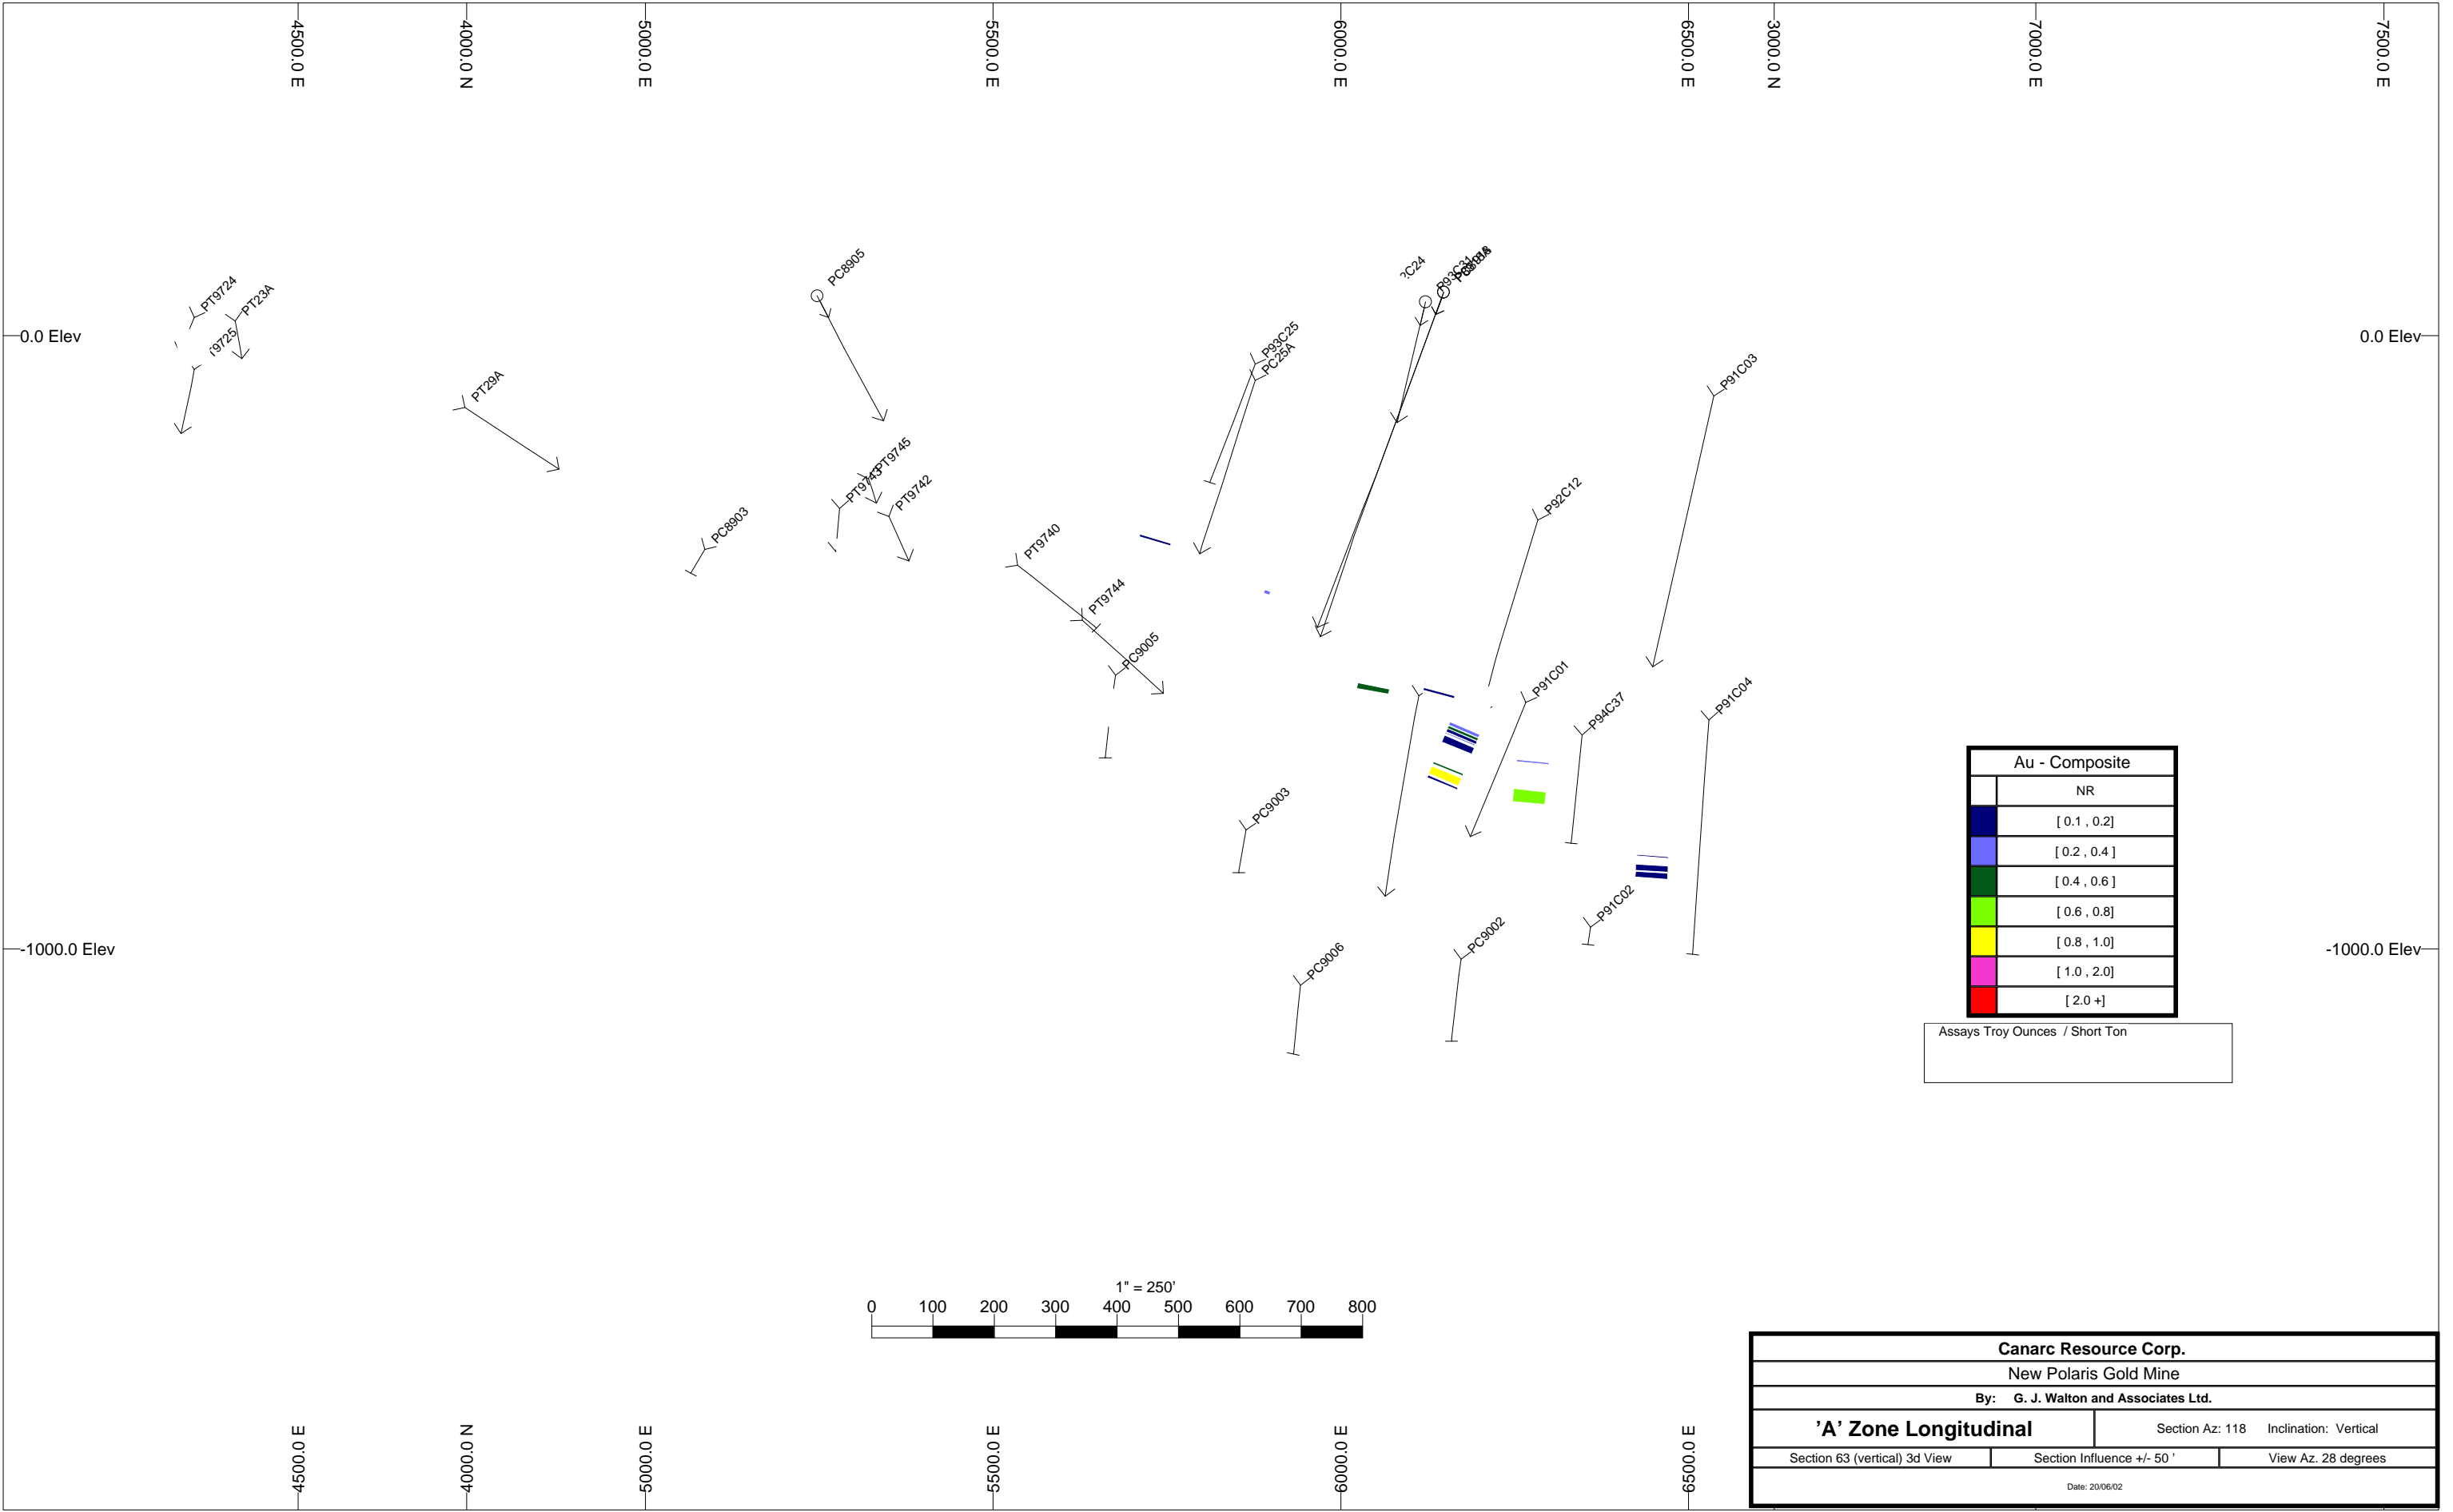 4500.0 E
4000.0 N
5000.0 E
5500.0 E
6000.0 E
6500.0 E
3000.0 N
7000.0 E
7500.0 E
PC8905
P93C31
PT9724
PT23A
0.0 Elev
0.0 Elev
P93C25
PC25A
P91C03
PT29A
PT9745
PT9743
PT9742
P92C12
PC8903
PT9740
PT9744
PC9005
P91C01
P94C37
P91C04
Au - Composite
NR
[ 0.1 , 0.2]
[ 0.2 , 0.4 ]
[ 0.4 , 0.6 ]
[ 0.6 , 0.8]
[ 0.8 , 1.0]
[ 1.0 , 2.0]
[ 2.0 +]
PC9003
P91C02
-1000.0 Elev
-1000.0 Elev
PC9006
PC9002
Assays Troy Ounces / Short Ton
1" = 250'
0 100 200 300 400 500 600 700 800
4500.0 E
4000.0 N
5000.0 E
5500.0 E
6000.0 E
6500.0 E
Canarc Resource Corp.
New Polaris Gold Mine
By: G. J. Walton and Associates Ltd.
'A' Zone Longitudinal
Section Az: 118 Inclination: Vertical
Section 63 (vertical) 3d View
Section Influence +/- 50 '
View Az. 28 degrees
Date: 20/06/02